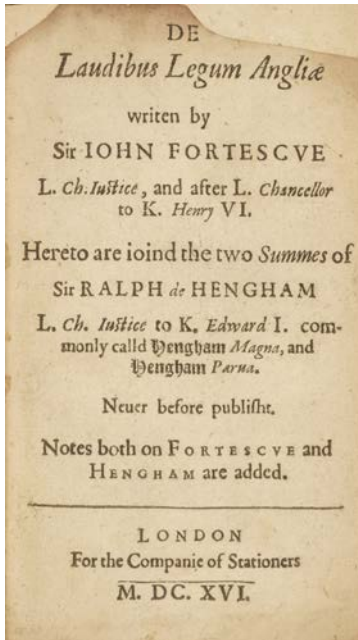 DE
Laudibus Legum Angliæ
writen by
Sir IOHN FORTESCVE
L. Ch. Iustice, and after L. Chancellor
to K. Henry VI.
Hereto are ioind the two Summes of
Sir RALPH de HENGHAM
L. Ch. Iustice to K. Edward I. com-
monly calld Hengham Magna, and
Hengham Parua.
Neuer before publisht.
Notes both on FORTESCVE and
HENGHAM are added.
LONDON
For the Companie of Stationers
M. DC. XVI.